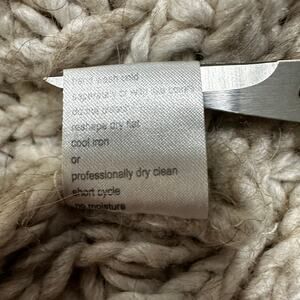 hand wash cold
separately or with like colors
do not bleach
reshape dry flat
cool iron
or
professionally dry clean
short cycle
no moisture